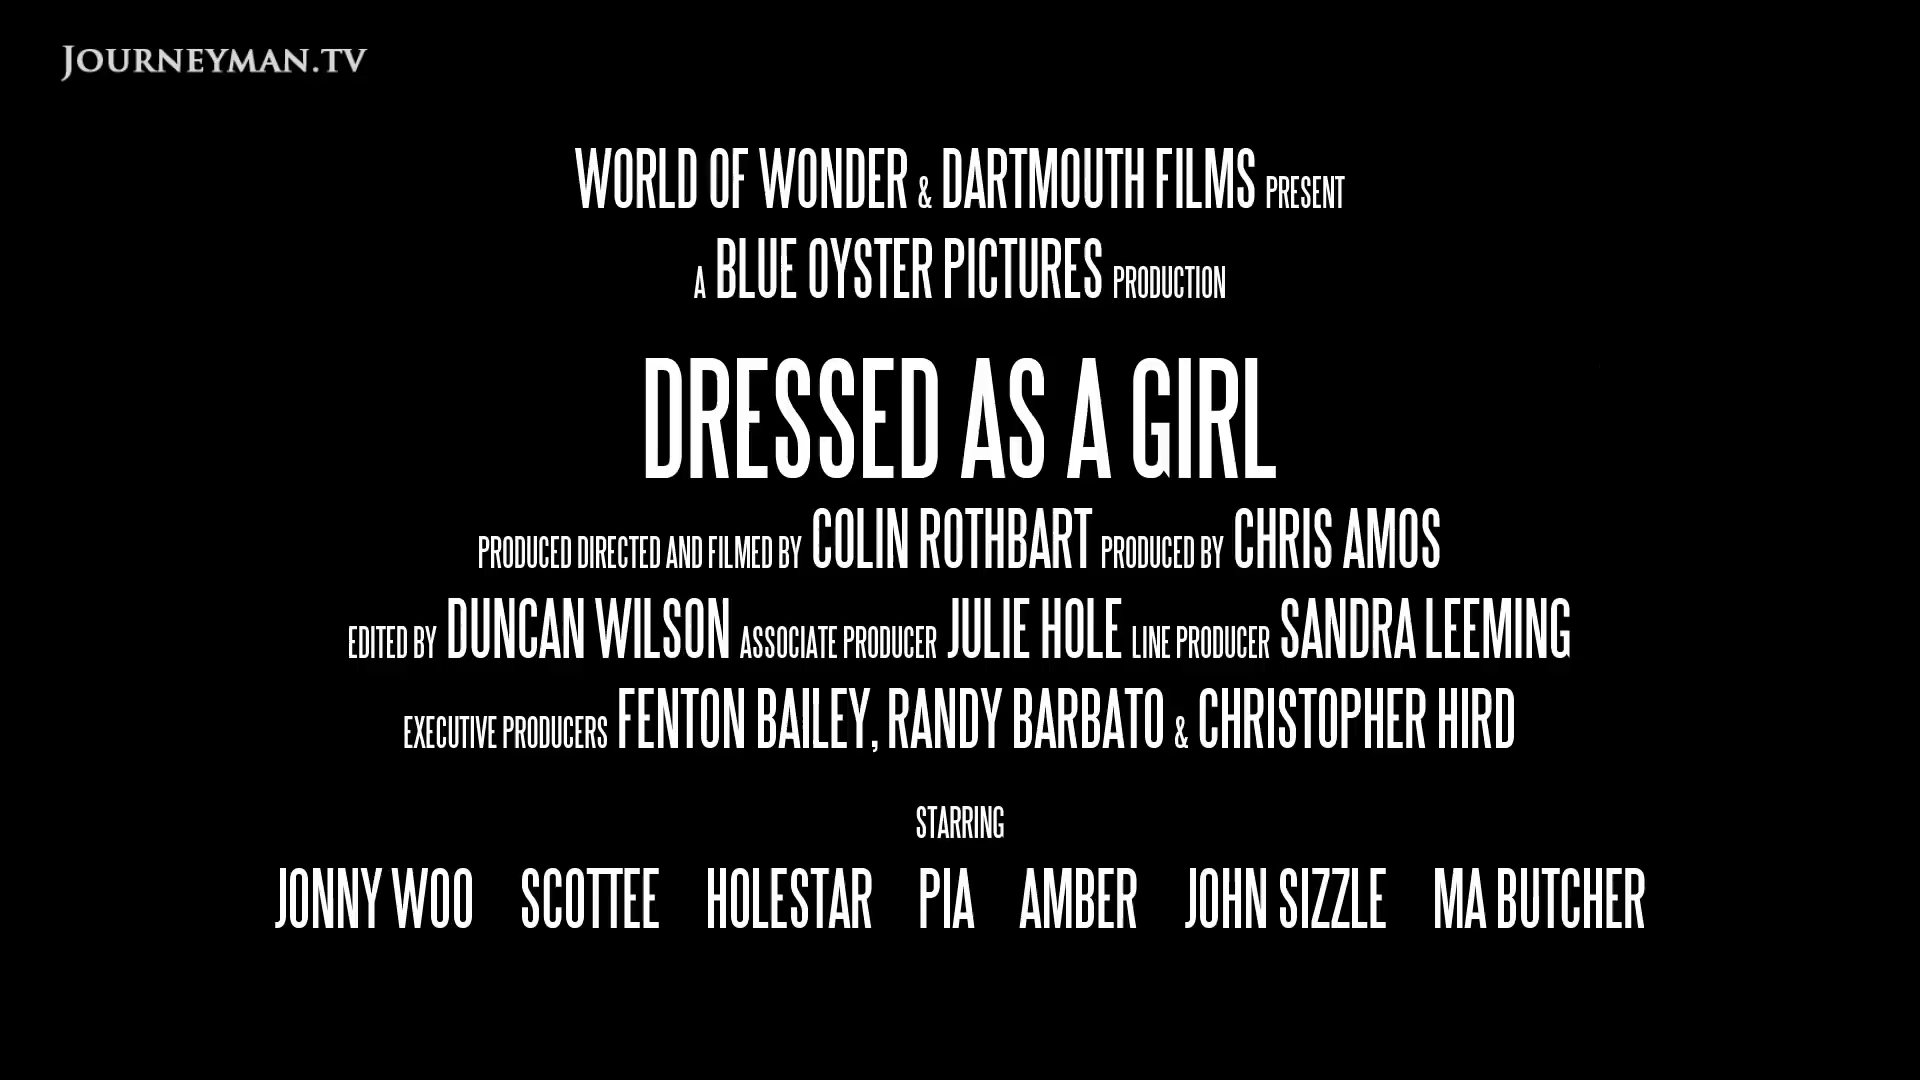 JOURNEYMAN.TV
WORLD OF WONDER & DARTMOUTH FILMS PRESENT
A BLUE OYSTER PICTURES PRODUCTION
DRESSED AS A GIRL
PRODUCED DIRECTED AND FILMED BY COLIN ROTHBART PRODUCED BY CHRIS AMOS
EDITED BY DUNCAN WILSON ASSOCIATE PRODUCER JULIE HOLE LINE PRODUCER SANDRA LEEMING
EXECUTIVE PRODUCERS FENTON BAILEY, RANDY BARBATO & CHRISTOPHER HIRD
STARRING
JONNY WOO SCOTTEE HOLESTAR PIA AMBER JOHN SIZZLE MA BUTCHER